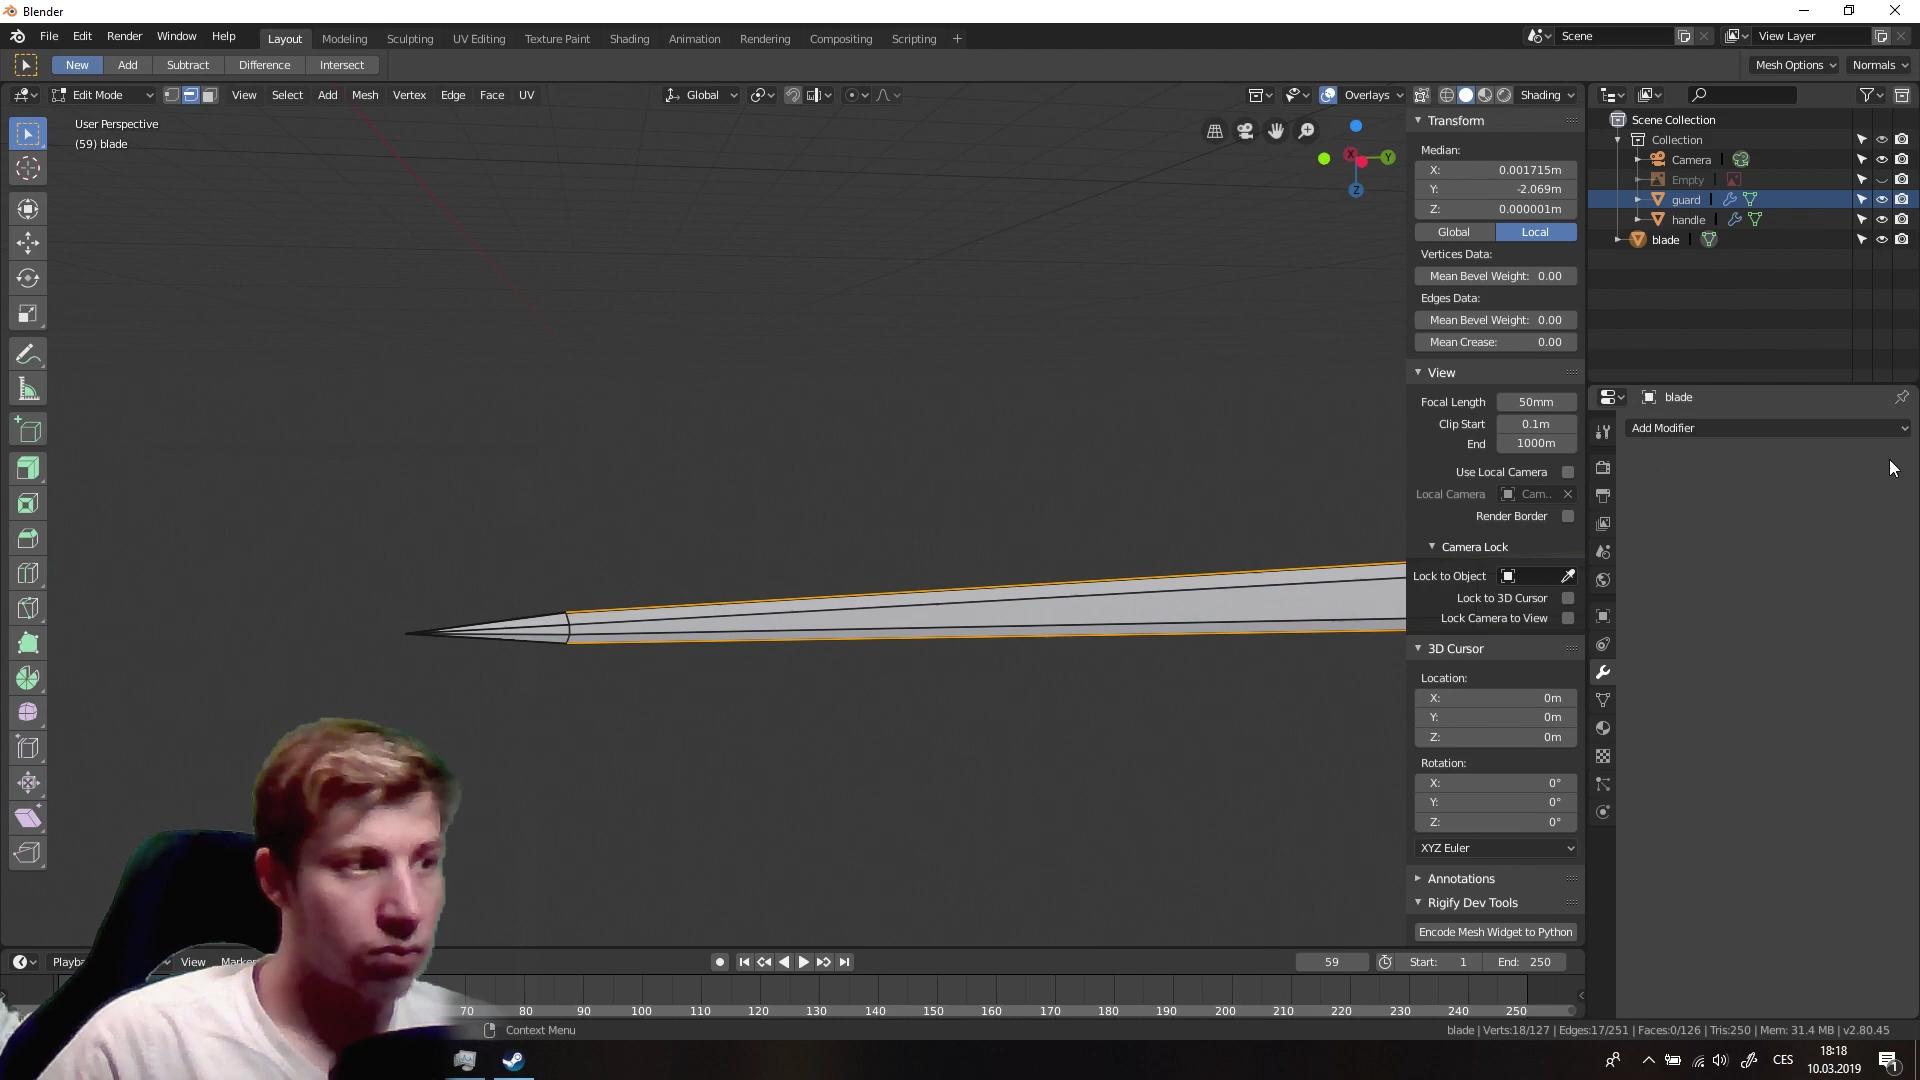 Blender
File Edit Render Window Help Layout Modeling Sculpting UV Editing Texture Paint Shading Animation Rendering Compositing Scripting + Scene View Layer
New Add Subtract Difference Intersect Mesh Options Normals
Edit Mode View Select Add Mesh Vertex Edge Face UV Global Overlays Shading
User Perspective
(59) blade
X Y Z
Transform
Median:
X: 0.001715m
Y: -2.069m
Z: 0.000001m
Global Local
Vertices Data:
Mean Bevel Weight: 0.00
Edges Data:
Mean Bevel Weight: 0.00
Mean Crease: 0.00
View
Focal Length 50mm
Clip Start 0.1m
End 1000m
Use Local Camera
Local Camera Cam..
Render Border
Camera Lock
Lock to Object
Lock to 3D Cursor
Lock Camera to View
3D Cursor
Location:
X: 0m
Y: 0m
Z: 0m
Rotation:
X: 0°
Y: 0°
Z: 0°
XYZ Euler
Annotations
Rigify Dev Tools
Encode Mesh Widget to Python
Scene Collection
Collection
Camera
Empty
guard
handle
blade
blade
Add Modifier
Playba View Marker 59 Start: 1 End: 250
70 80 90 100 110 120 130 140 150 160 170 180 190 200 210 220 230 240 250
Context Menu blade | Verts:18/127 | Edges:17/251 | Faces:0/126 | Tris:250 | Mem: 31.4 MB | v2.80.45
CES 18:18
10.03.2019
1